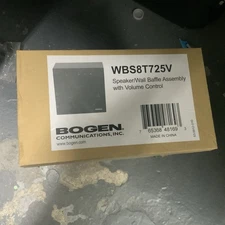 WBS8T725V
Speaker/Wall Baffle Assembly
with Volume Control
BOGEN
COMMUNICATIONS, INC.
www.bogen.com
MADE IN CHINA